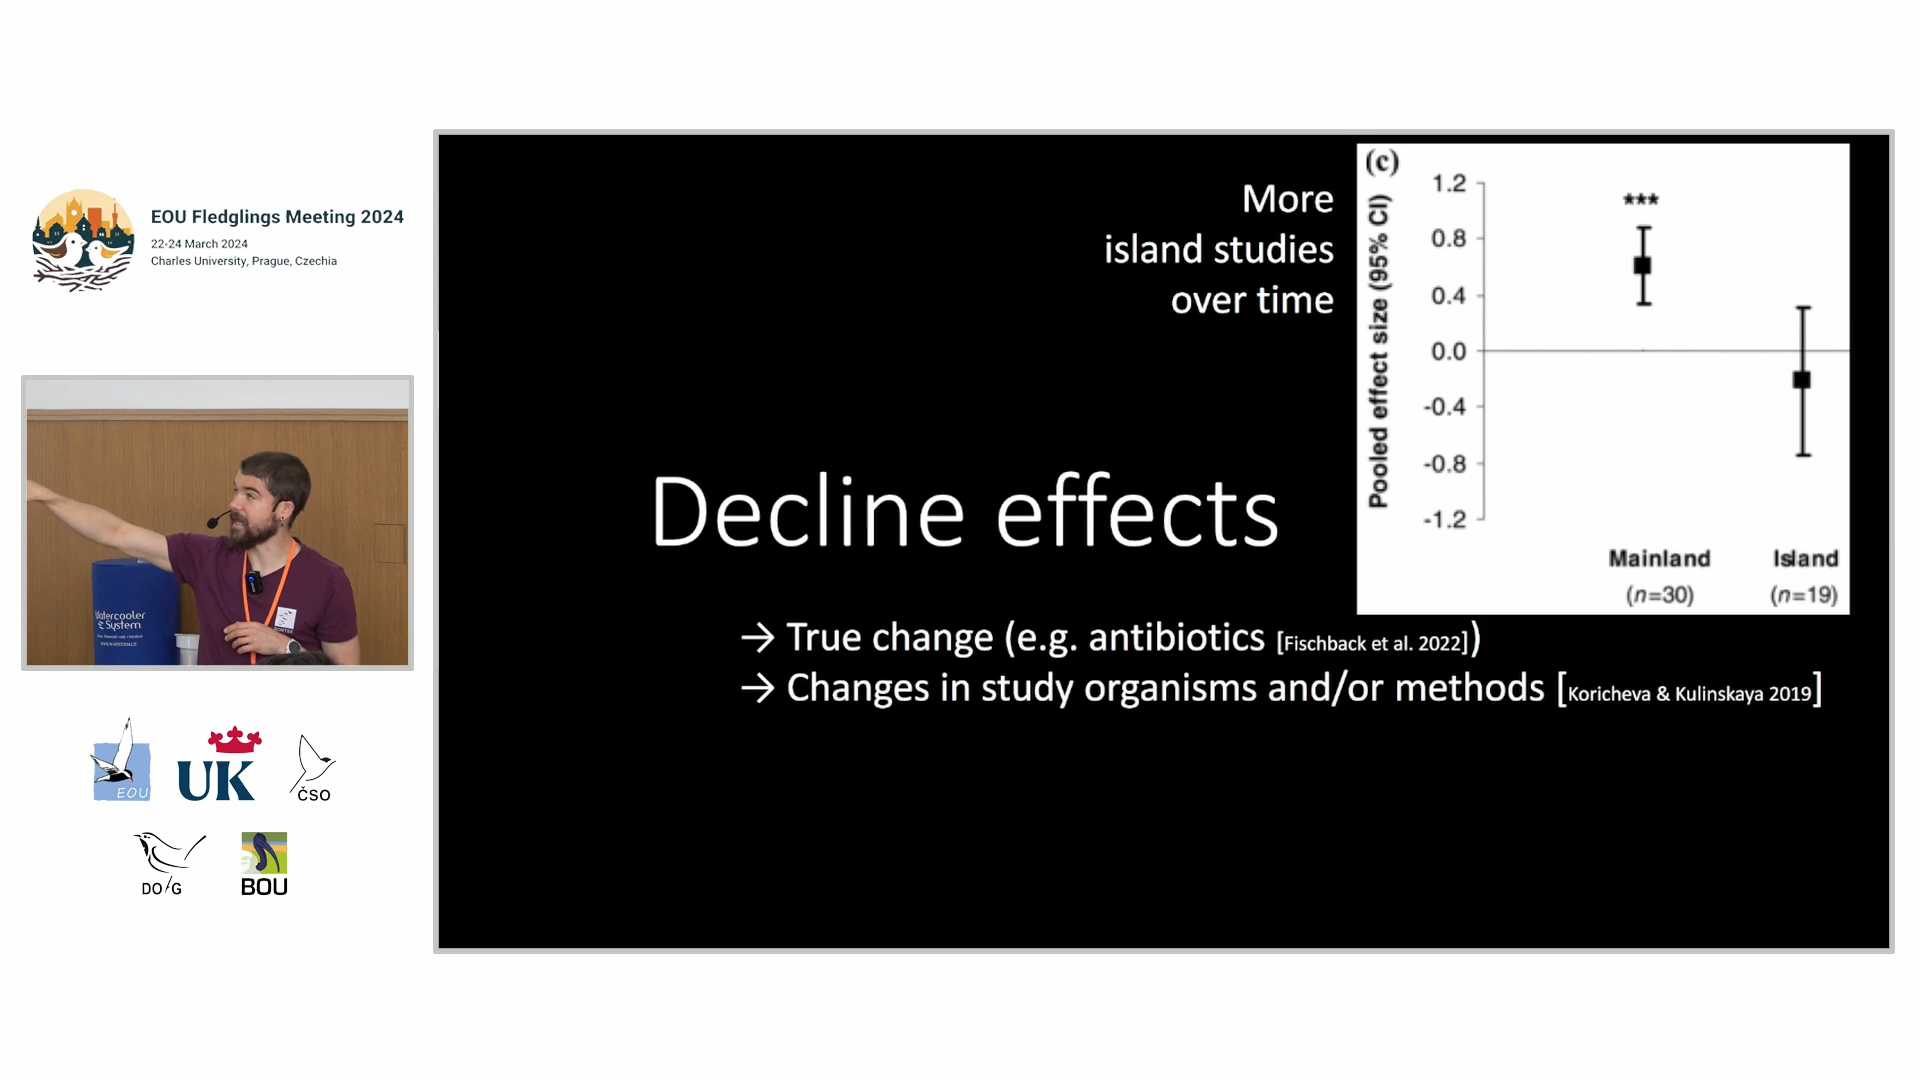 EOU Fledglings Meeting 2024
22-24 March 2024
Charles University, Prague, Czechia
Watercooler
System
EOU
UK
ČSO
DO/G
BOU
More
island studies
over time
(c)
Pooled effect size (95% CI)
1.2
0.8
0.4
0.0
-0.4
-0.8
-1.2
***
Mainland
(n=30)
Island
(n=19)
Decline effects
→ True change (e.g. antibiotics [Fischback et al. 2022])
→ Changes in study organisms and/or methods [Koricheva & Kulinskaya 2019]